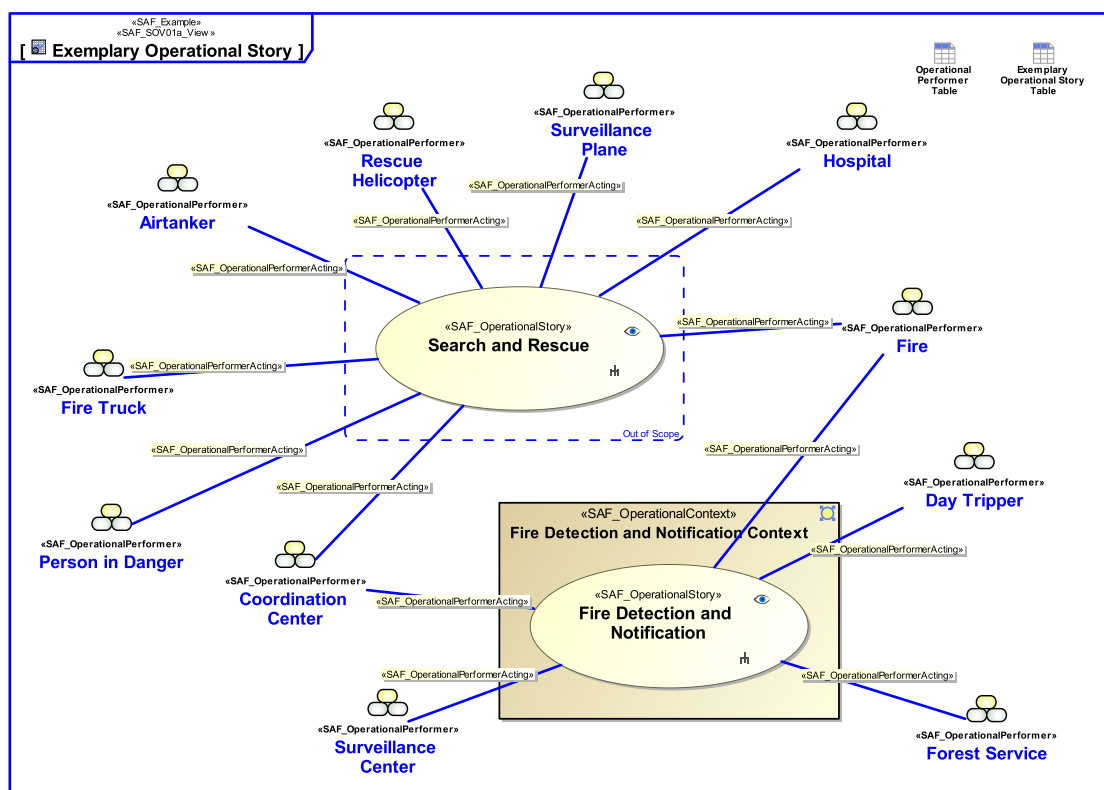 «SAF_Example»
«SAF_SOV01a_View»
[ Exemplary Operational Story ]
Operational
Performer
Table
Exemplary
Operational Story
Table
«SAF_OperationalPerformer»
Surveillance
Plane
«SAF_OperationalPerformer»
Rescue
Helicopter
«SAF_OperationalPerformer»
Hospital
«SAF_OperationalPerformer»
Airtanker
«SAF_OperationalPerformerActing»
«SAF_OperationalPerformerActing»
«SAF_OperationalPerformerActing»
«SAF_OperationalPerformerActing»
«SAF_OperationalStory»
Search and Rescue
«SAF_OperationalPerformerActing»
«SAF_OperationalPerformer»
Fire
«SAF_OperationalPerformerActing»
«SAF_OperationalPerformer»
Fire Truck
Out of Scope
«SAF_OperationalPerformerActing»
«SAF_OperationalPerformerActing»
«SAF_OperationalPerformerActing»
«SAF_OperationalPerformer»
Day Tripper
«SAF_OperationalContext»
Fire Detection and Notification Context
«SAF_OperationalPerformer»
Person in Danger
«SAF_OperationalPerformerActing»
«SAF_OperationalPerformer»
Coordination
Center
«SAF_OperationalPerformerActing»
«SAF_OperationalStory»
Fire Detection and
Notification
«SAF_OperationalPerformerActing»
«SAF_OperationalPerformerActing»
«SAF_OperationalPerformer»
Surveillance
Center
«SAF_OperationalPerformer»
Forest Service